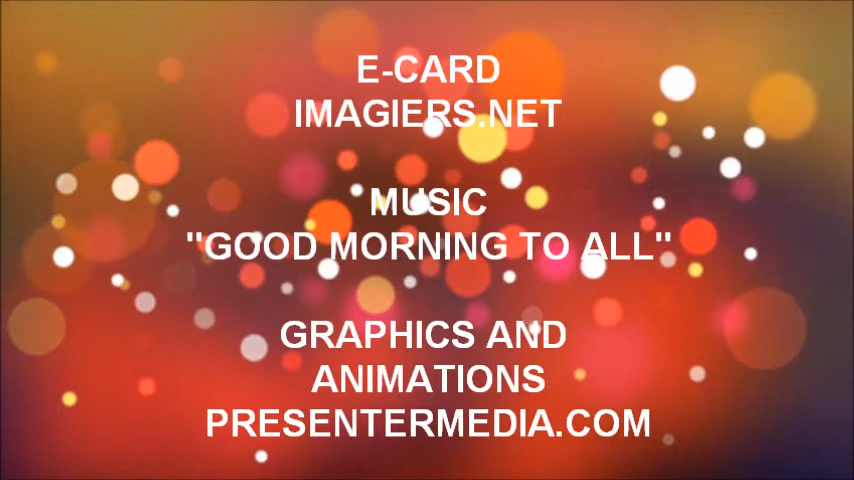 E-CARD
IMAGIERS.NET
MUSIC
"GOOD MORNING TO ALL"
GRAPHICS AND
ANIMATIONS
PRESENTERMEDIA.COM